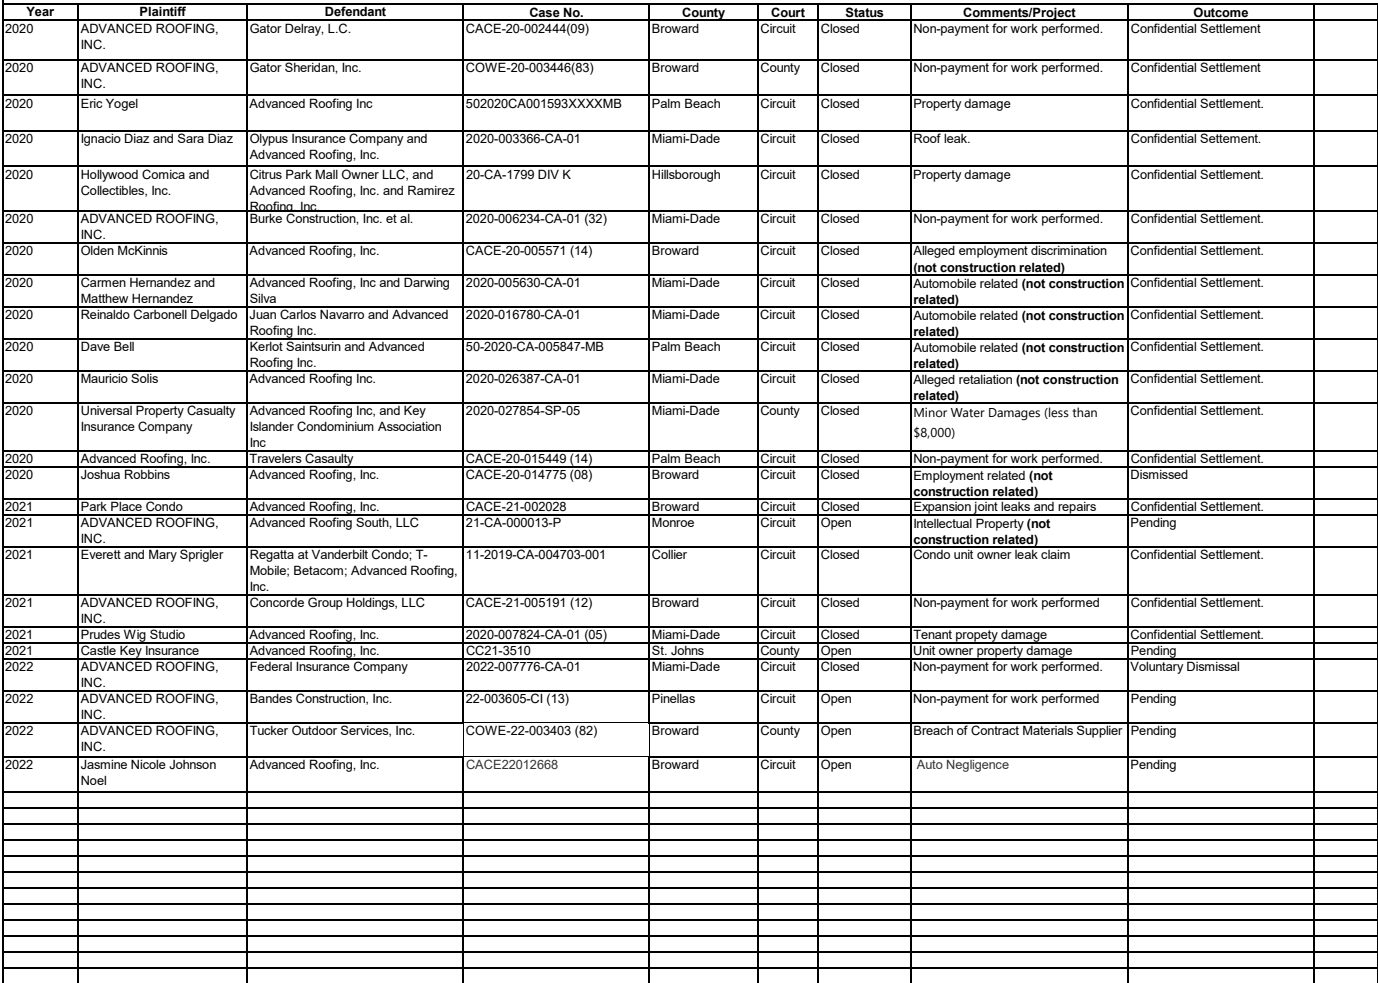 Year Plaintiff Defendant Case No. County Court Status Comments/Project Outcome
2020 ADVANCED ROOFING, Gator Delray, L.C. CACE-20-002444(09) Broward Circuit Closed Non-payment for work performed. Confidential Settlement
INC.
2020 ADVANCED ROOFING, Gator Sheridan, Inc. COWE-20-003446(83) Broward County Closed Non-payment for work performed. Confidential Settlement
INC.
2020 Eric Yogel Advanced Roofing Inc 502020CA001593XXXXMB Palm Beach Circuit Closed Property damage Confidential Settlement.
2020 Ignacio Diaz and Sara Diaz Olypus Insurance Company and 2020-003366-CA-01 Miami-Dade Circuit Closed Roof leak. Confidential Settement.
Advanced Roofing, Inc.
2020 Hollywood Comica and Citrus Park Mall Owner LLC, and 20-CA-1799 DIV K Hillsborough Circuit Closed Property damage Confidential Settlement.
Collectibles, Inc. Advanced Roofing, Inc. and Ramirez
Roofing, Inc.
2020 ADVANCED ROOFING, Burke Construction, Inc. et al. 2020-006234-CA-01 (32) Miami-Dade Circuit Closed Non-payment for work performed. Confidential Settlement.
INC.
2020 Olden McKinnis Advanced Roofing, Inc. CACE-20-005571 (14) Broward Circuit Closed Alleged employment discrimination Confidential Settlement.
(not construction related)
2020 Carmen Hernandez and Advanced Roofing, Inc and Darwing 2020-005630-CA-01 Miami-Dade Circuit Closed Automobile related (not construction Confidential Settlement.
Matthew Hernandez Silva related)
2020 Reinaldo Carbonell Delgado Juan Carlos Navarro and Advanced 2020-016780-CA-01 Miami-Dade Circuit Closed Automobile related (not construction Confidential Settlement.
Roofing Inc. related)
2020 Dave Bell Kerlot Saintsurin and Advanced 50-2020-CA-005847-MB Palm Beach Circuit Closed Automobile related (not construction Confidential Settlement.
Roofing Inc. related)
2020 Mauricio Solis Advanced Roofing Inc. 2020-026387-CA-01 Miami-Dade Circuit Closed Alleged retaliation (not construction Confidential Settlement.
related)
2020 Universal Property Casualty Advanced Roofing Inc, and Key 2020-027854-SP-05 Miami-Dade County Closed Minor Water Damages (less than Confidential Settlement.
Insurance Company Islander Condominium Association $8,000)
Inc
2020 Advanced Roofing, Inc. Travelers Casaulty CACE-20-015449 (14) Palm Beach Circuit Closed Non-payment for work performed. Confidential Settlement.
2020 Joshua Robbins Advanced Roofing, Inc. CACE-20-014775 (08) Broward Circuit Closed Employment related (not Dismissed
construction related)
2021 Park Place Condo Advanced Roofing, Inc. CACE-21-002028 Broward Circuit Closed Expansion joint leaks and repairs Confidential Settlement.
2021 ADVANCED ROOFING, Advanced Roofing South, LLC 21-CA-000013-P Monroe Circuit Open Intellectual Property (not Pending
INC. construction related)
2021 Everett and Mary Sprigler Regatta at Vanderbilt Condo; T- 11-2019-CA-004703-001 Collier Circuit Closed Condo unit owner leak claim Confidential Settlement.
Mobile; Betacom; Advanced Roofing,
Inc.
2021 ADVANCED ROOFING, Concorde Group Holdings, LLC CACE-21-005191 (12) Broward Circuit Closed Non-payment for work performed Confidential Settlement.
INC.
2021 Prudes Wig Studio Advanced Roofing, Inc. 2020-007824-CA-01 (05) Miami-Dade Circuit Closed Tenant propety damage Confidential Settlement.
2021 Castle Key Insurance Advanced Roofing, Inc. CC21-3510 St. Johns County Open Unit owner property damage Pending
2022 ADVANCED ROOFING, Federal Insurance Company 2022-007776-CA-01 Miami-Dade Circuit Closed Non-payment for work performed. Voluntary Dismissal
INC.
2022 ADVANCED ROOFING, Bandes Construction, Inc. 22-003605-CI (13) Pinellas Circuit Open Non-payment for work performed Pending
INC.
2022 ADVANCED ROOFING, Tucker Outdoor Services, Inc. COWE-22-003403 (82) Broward County Open Breach of Contract Materials Supplier Pending
INC.
2022 Jasmine Nicole Johnson Advanced Roofing, Inc. CACE22012668 Broward Circuit Open Auto Negligence Pending
Noel